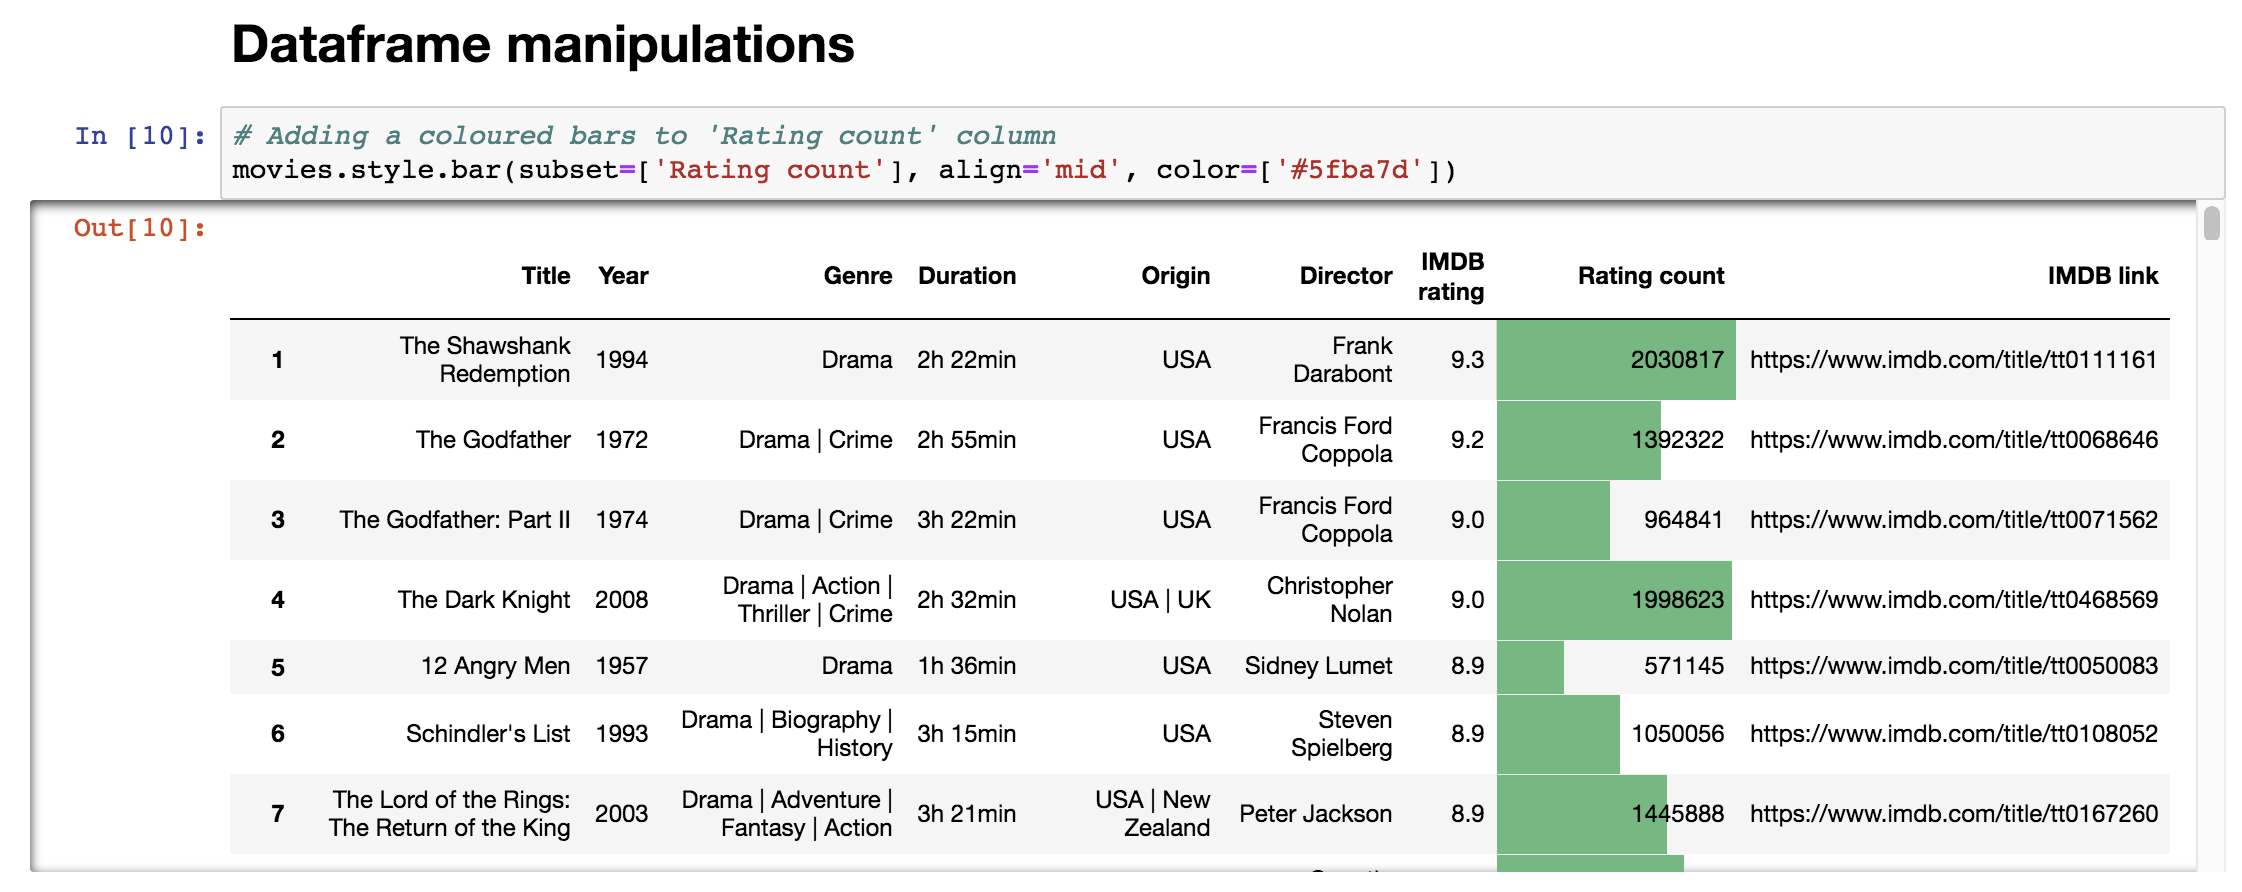 Dataframe manipulations
In [10]:
# Adding a coloured bars to 'Rating count' column
movies.style.bar(subset=['Rating count'], align='mid', color=['#5fba7d'])
Out[10]:
Title Year Genre Duration Origin Director IMDB rating Rating count IMDB link
1 The Shawshank Redemption 1994 Drama 2h 22min USA Frank Darabont 9.3 2030817 https://www.imdb.com/title/tt0111161
2 The Godfather 1972 Drama | Crime 2h 55min USA Francis Ford Coppola 9.2 1392322 https://www.imdb.com/title/tt0068646
3 The Godfather: Part II 1974 Drama | Crime 3h 22min USA Francis Ford Coppola 9.0 964841 https://www.imdb.com/title/tt0071562
4 The Dark Knight 2008 Drama | Action | Thriller | Crime 2h 32min USA | UK Christopher Nolan 9.0 1998623 https://www.imdb.com/title/tt0468569
5 12 Angry Men 1957 Drama 1h 36min USA Sidney Lumet 8.9 571145 https://www.imdb.com/title/tt0050083
6 Schindler's List 1993 Drama | Biography | History 3h 15min USA Steven Spielberg 8.9 1050056 https://www.imdb.com/title/tt0108052
7 The Lord of the Rings: The Return of the King 2003 Drama | Adventure | Fantasy | Action 3h 21min USA | New Zealand Peter Jackson 8.9 1445888 https://www.imdb.com/title/tt0167260